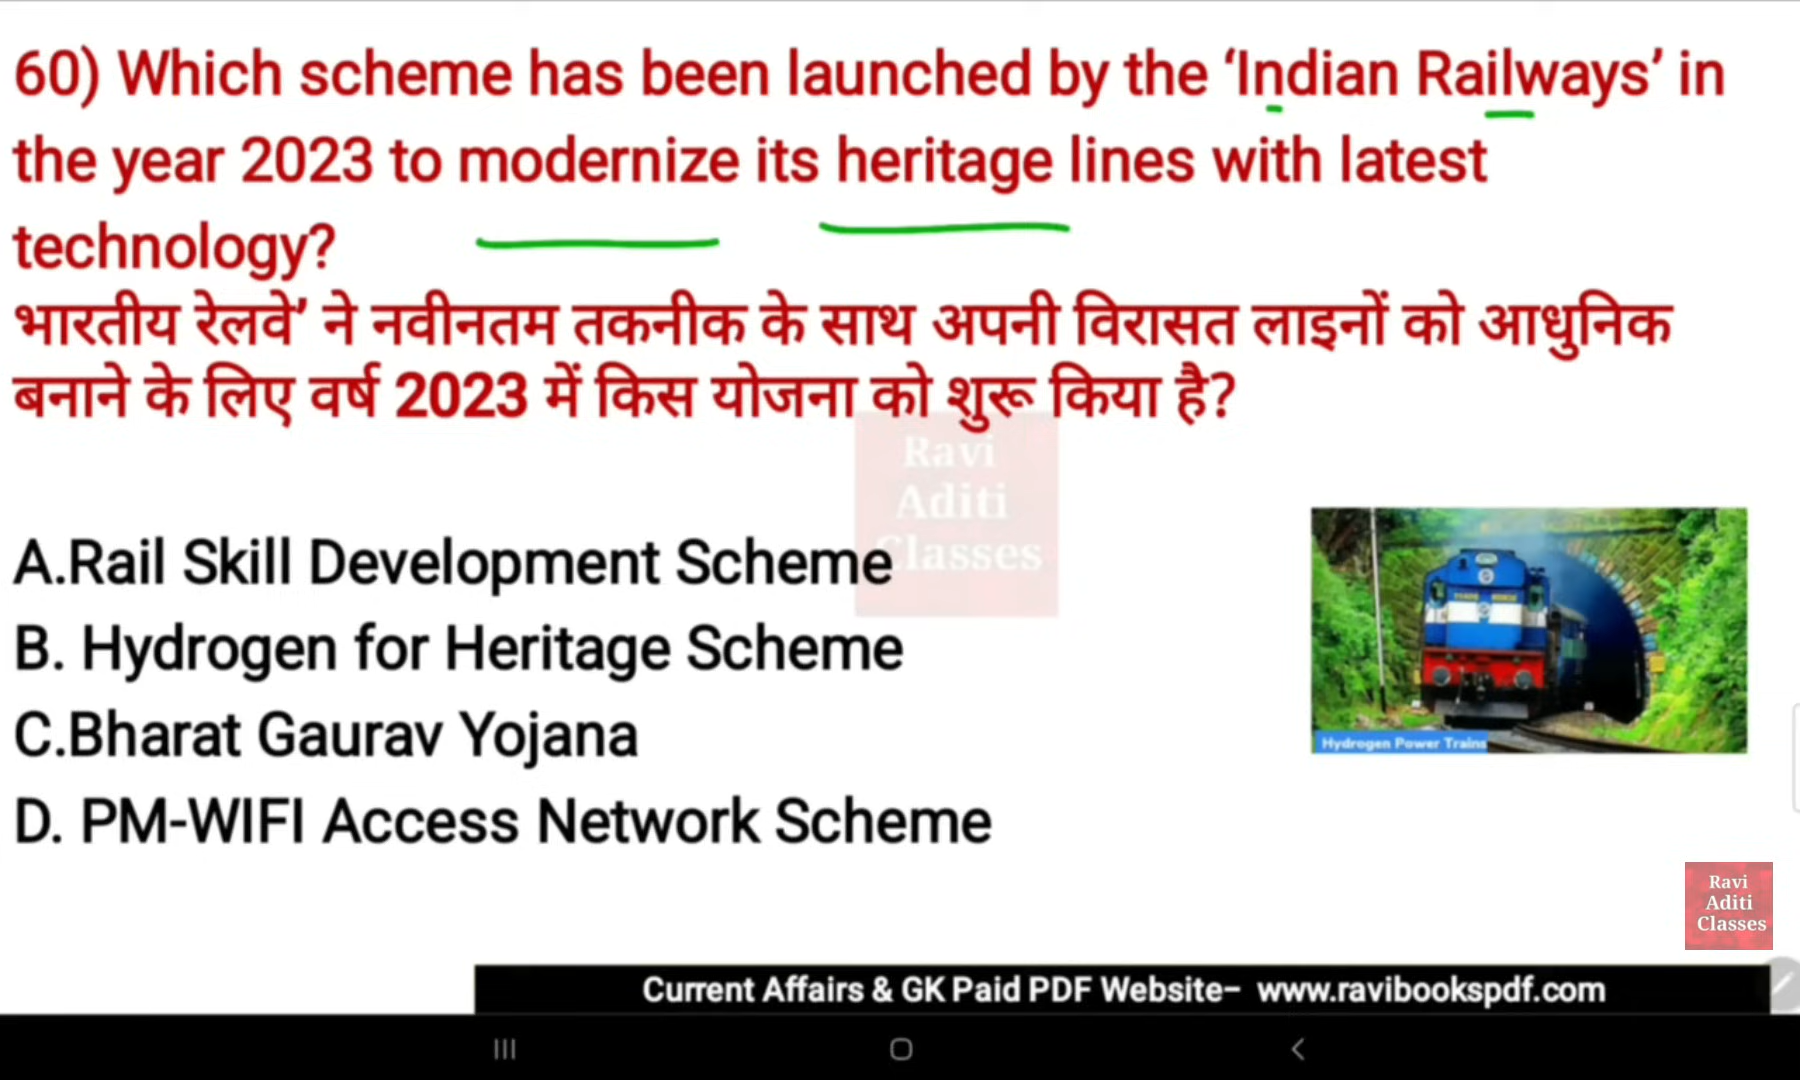 60) Which scheme has been launched by the ‘Indian Railways’ in
the year 2023 to modernize its heritage lines with latest
technology?
भारतीय रेलवे’ ने नवीनतम तकनीक के साथ अपनी विरासत लाइनों को आधुनिक
बनाने के लिए वर्ष 2023 में किस योजना को शुरू किया है?
Ravi
Aditi
Classes
A.Rail Skill Development Scheme
B. Hydrogen for Heritage Scheme
C.Bharat Gaurav Yojana
D. PM-WIFI Access Network Scheme
Hydrogen Power Trains
Ravi
Aditi
Classes
Current Affairs & GK Paid PDF Website– www.ravibookspdf.com